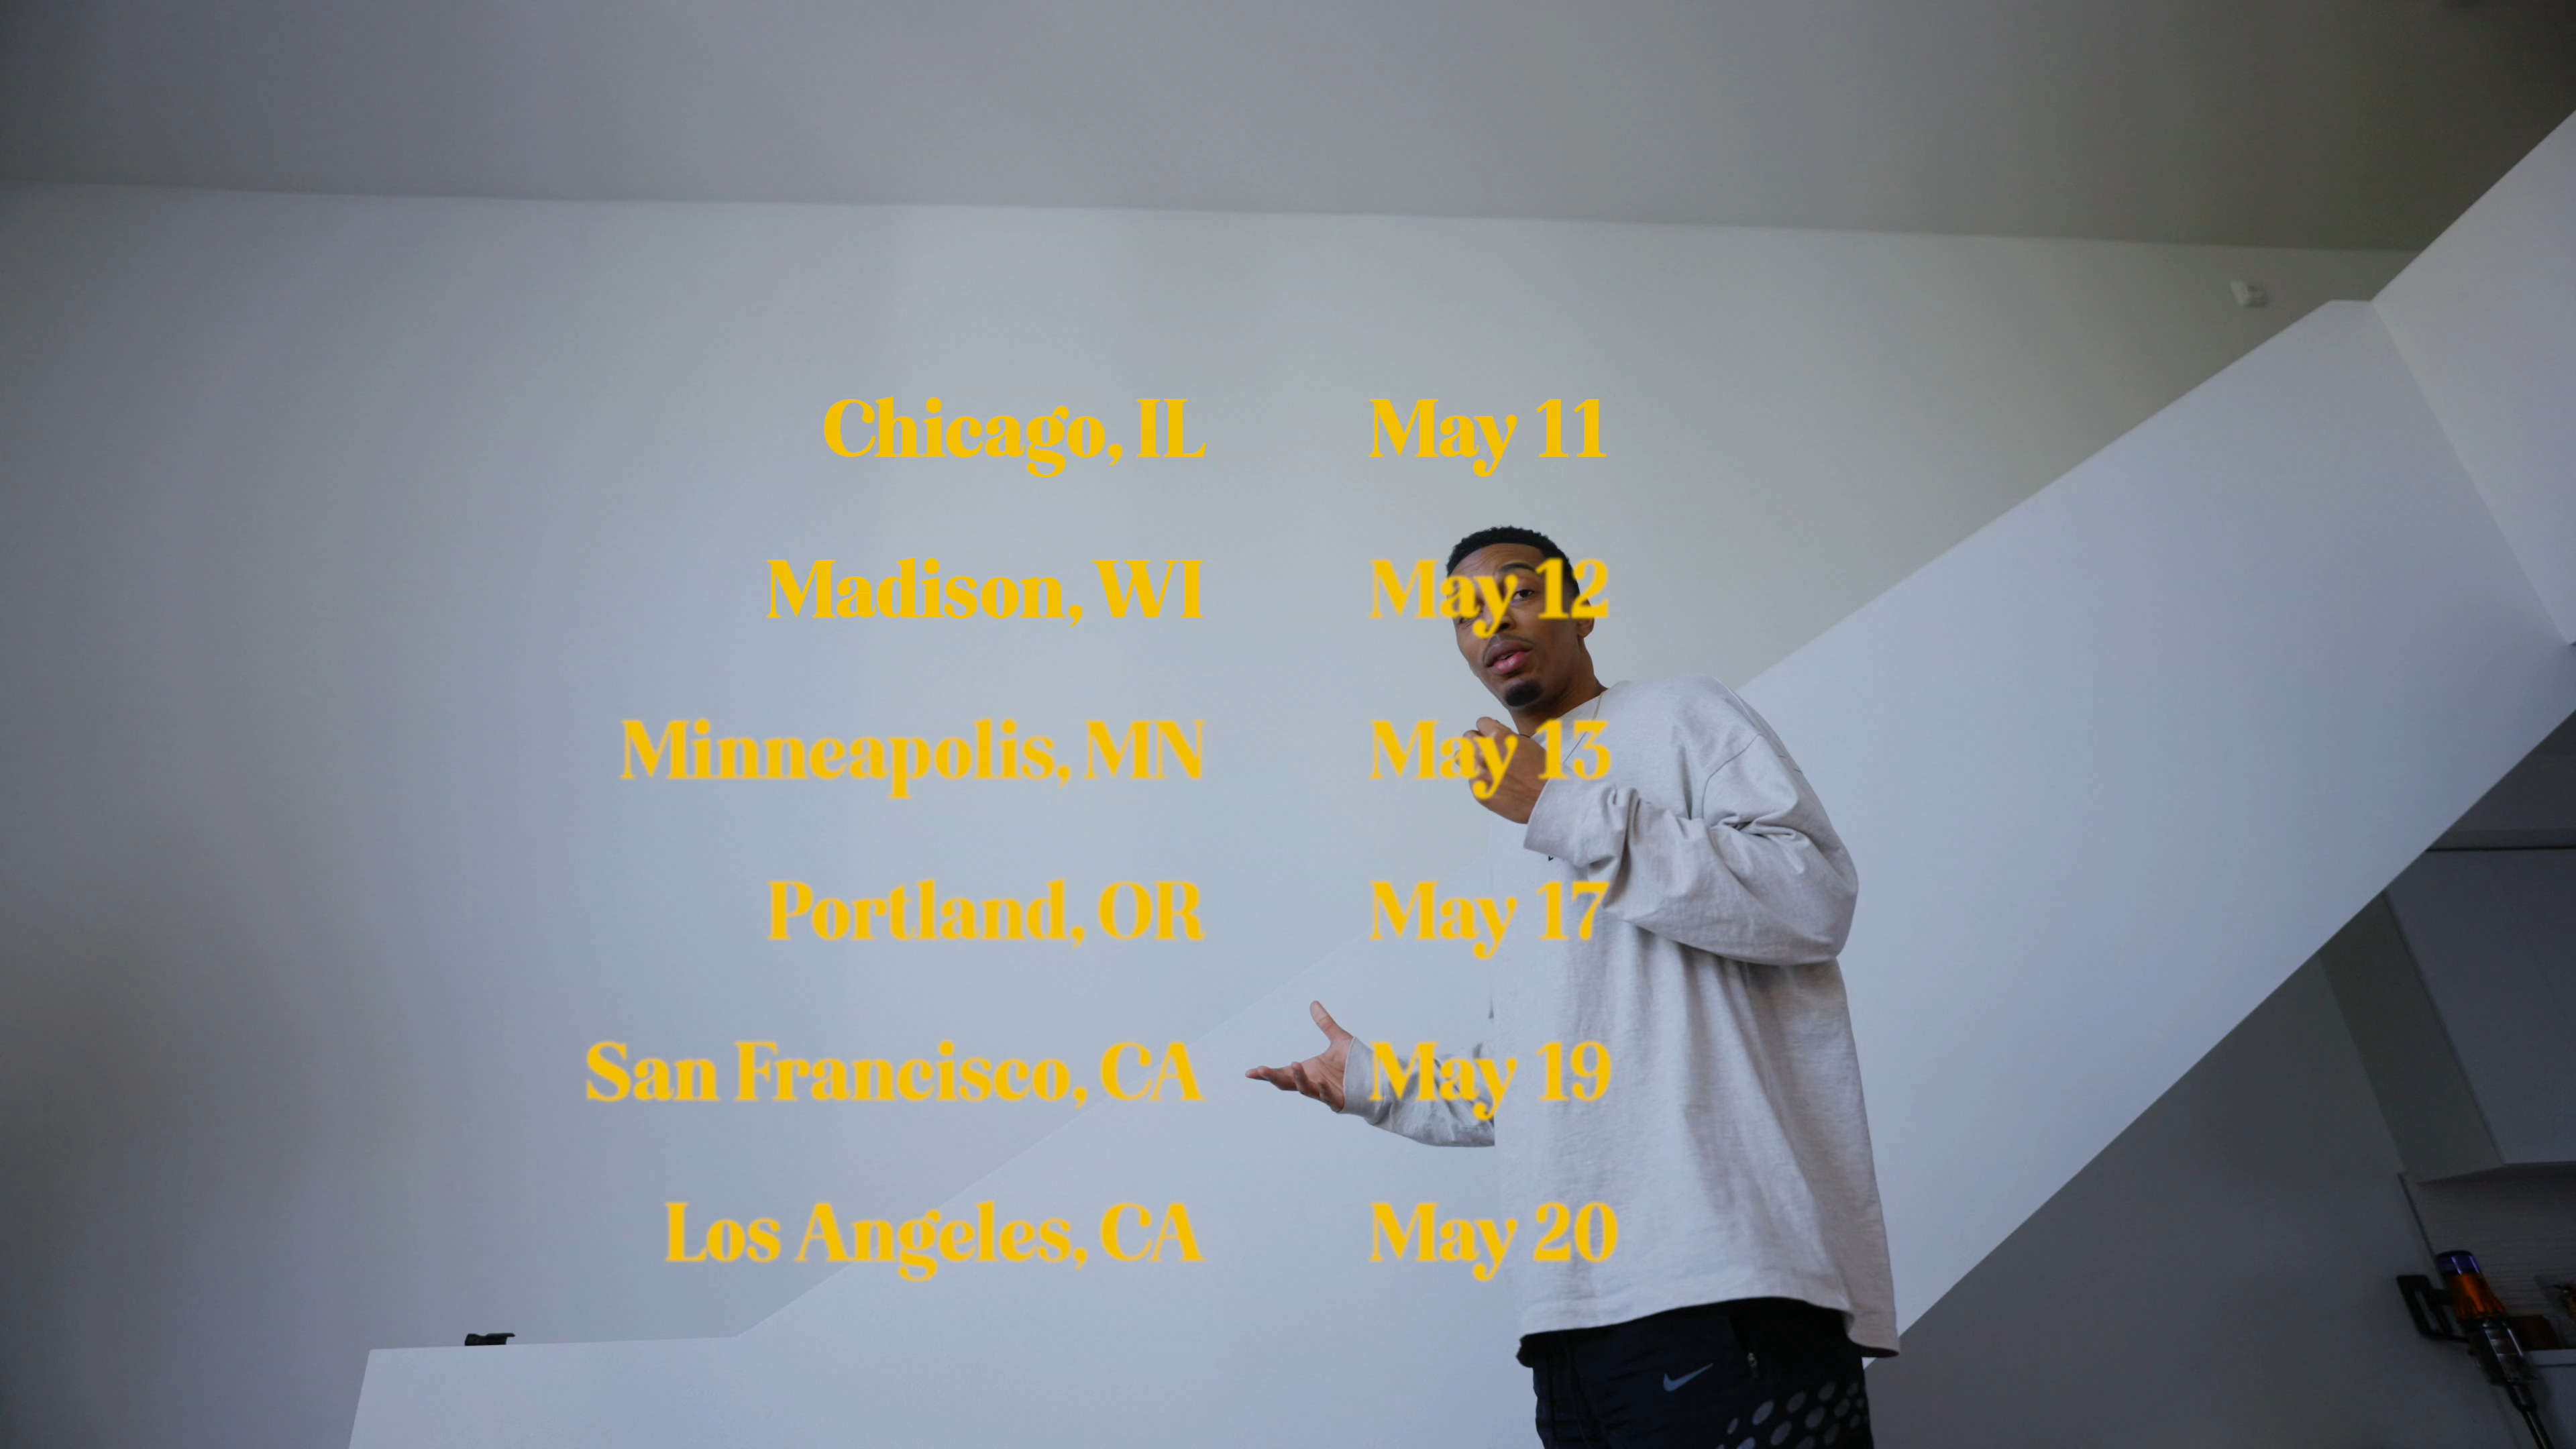 Chicago, IL May 11
Madison, WI May 12
Minneapolis, MN May 13
Portland, OR May 17
San Francisco, CA May 19
Los Angeles, CA May 20